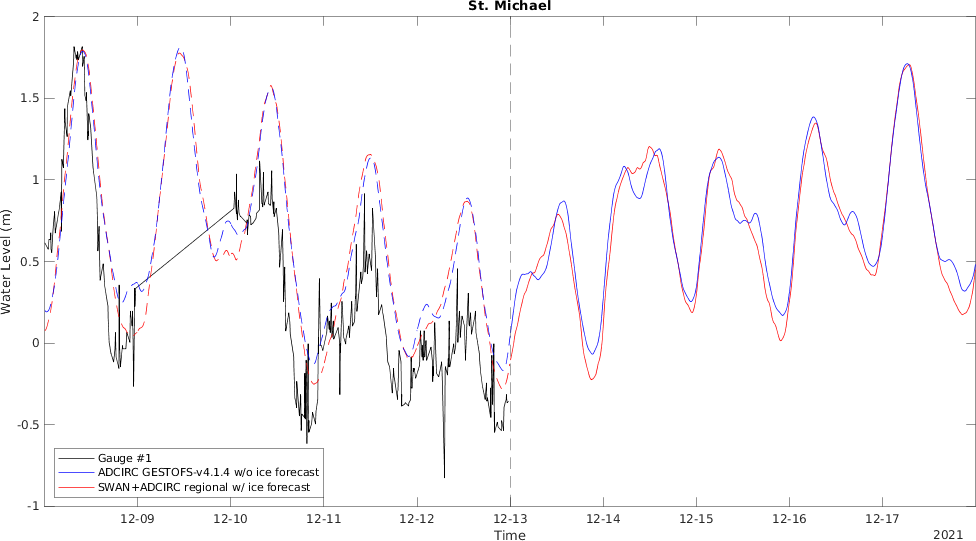 St. Michael
Water Level (m)
2
1.5
1
0.5
0
-0.5
-1
Gauge #1
ADCIRC GESTOFS-v4.1.4 w/o ice forecast
SWAN+ADCIRC regional w/ ice forecast
12-09 12-10 12-11 12-12 12-13 12-14 12-15 12-16 12-17
Time
2021